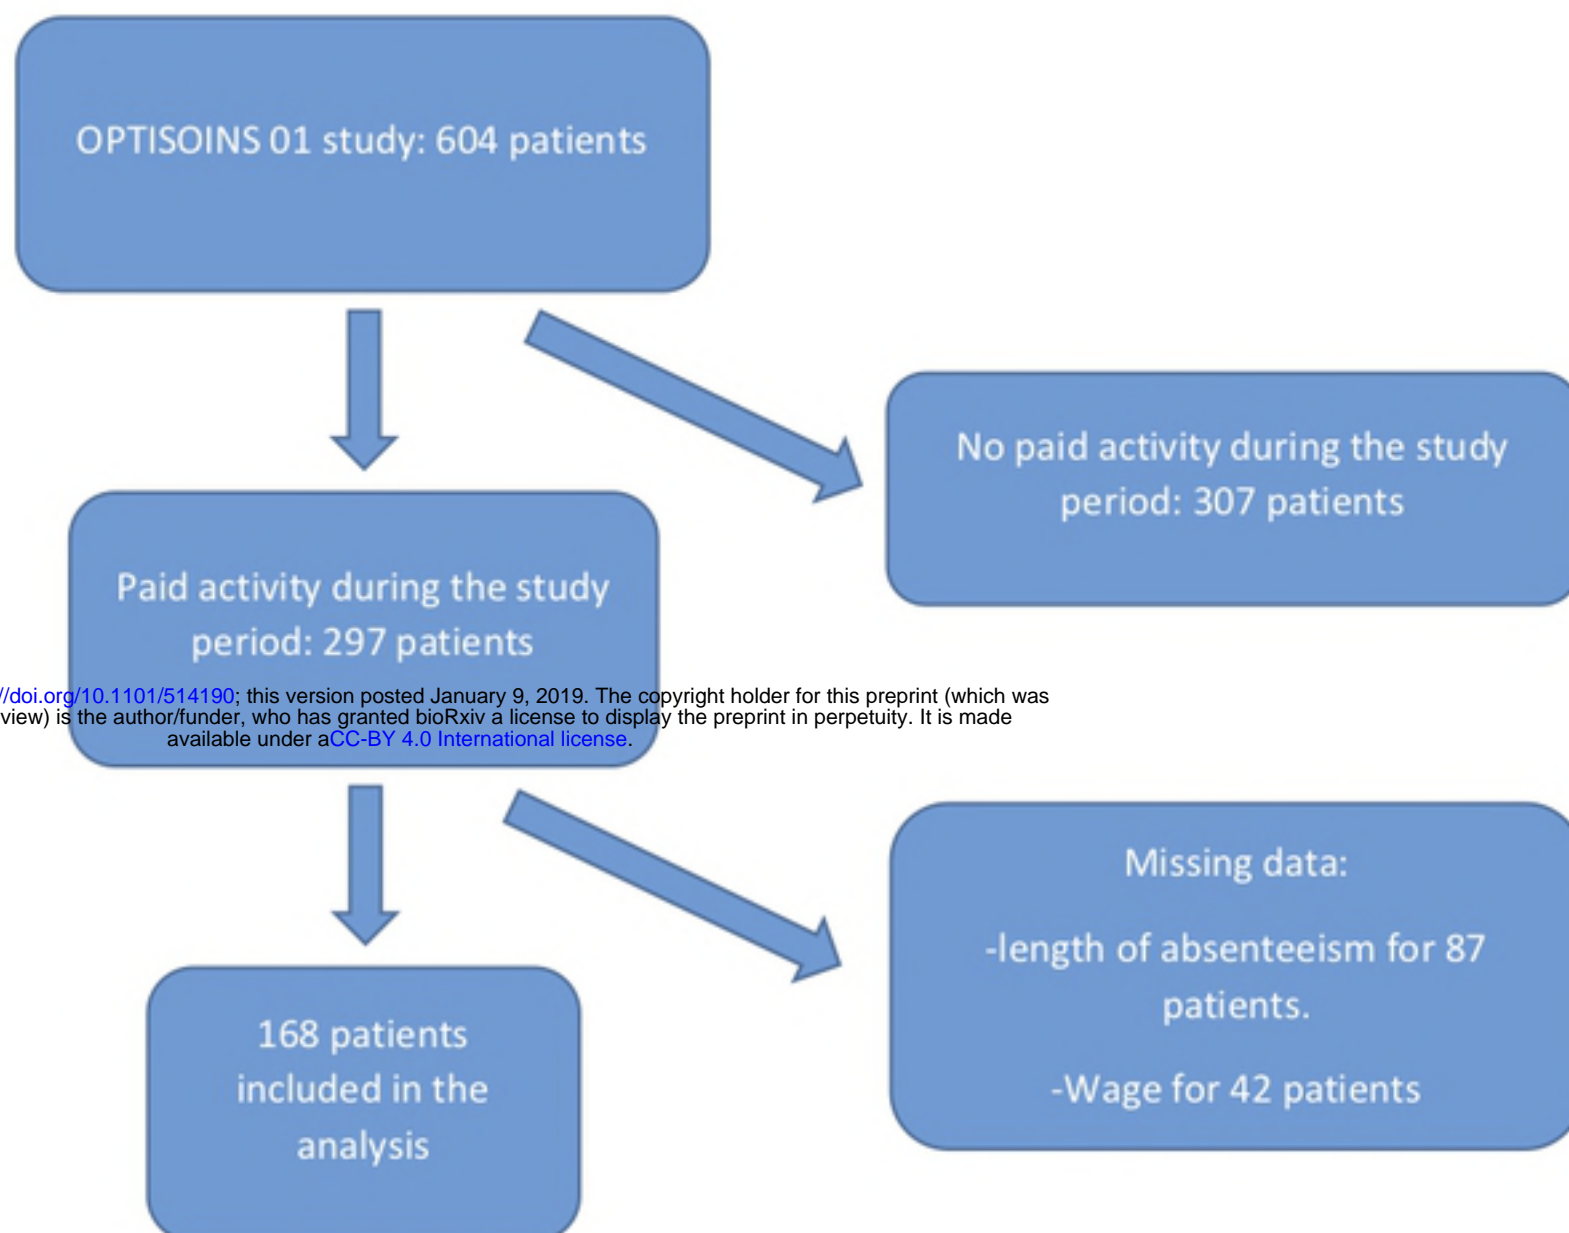 OPTISOINS 01 study: 604 patients
No paid activity during the study
period: 307 patients
Paid activity during the study
period: 297 patients
//doi.org/10.1101/514190; this version posted January 9, 2019. The copyright holder for this preprint (which was
view) is the author/funder, who has granted bioRxiv a license to display the preprint in perpetuity. It is made
available under aCC-BY 4.0 International license.
Missing data:
-length of absenteeism for 87
patients.
-Wage for 42 patients
168 patients
included in the
analysis